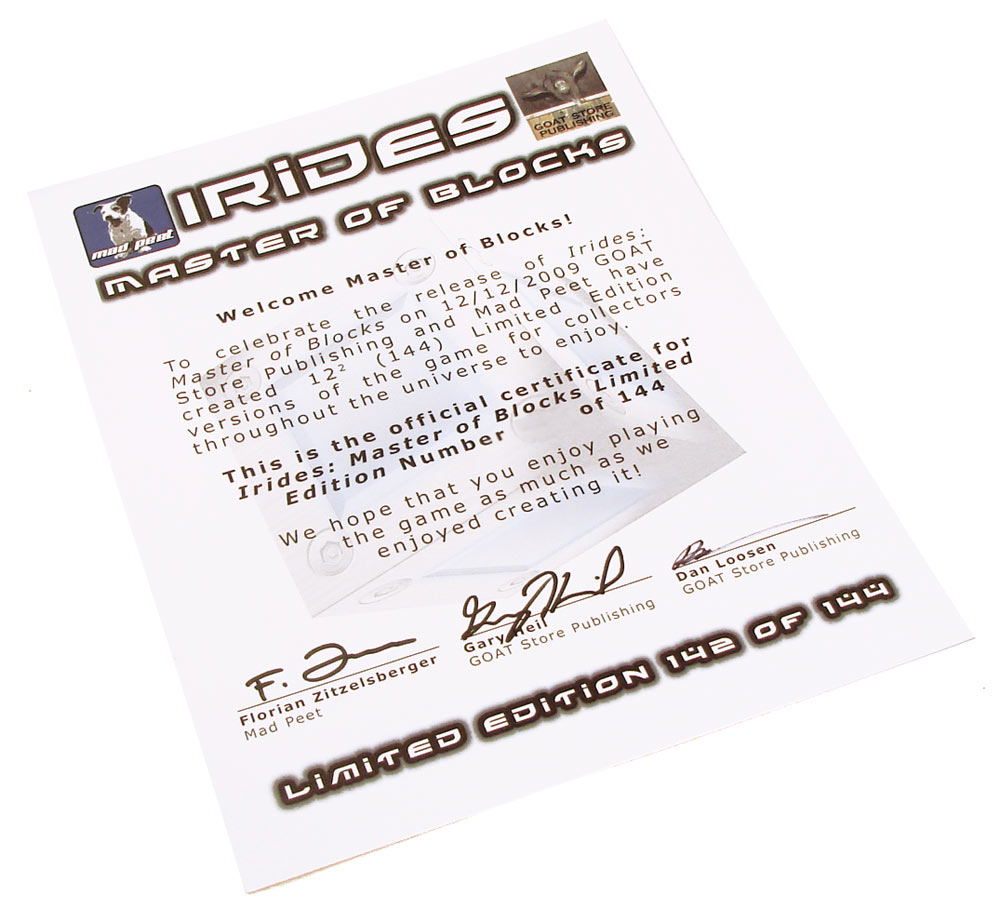 GOAT STORE
PUBLISHING
mad peet
IRIDES
MASTER OF BLOCKS
Welcome Master of Blocks!
To celebrate the release of Irides:
Master of Blocks on 12/12/2009 GOAT
Store Publishing and Mad Peet have
created 12² (144) Limited Edition
versions of the game for collectors
throughout the universe to enjoy.
This is the official certificate for
Irides: Master of Blocks Limited
Edition Number of 144
We hope that you enjoy playing
the game as much as we
enjoyed creating it!
Florian Zitzelsberger
Mad Peet
Gary Heil
GOAT Store Publishing
Dan Loosen
GOAT Store Publishing
LIMITED EDITION 142 OF 144